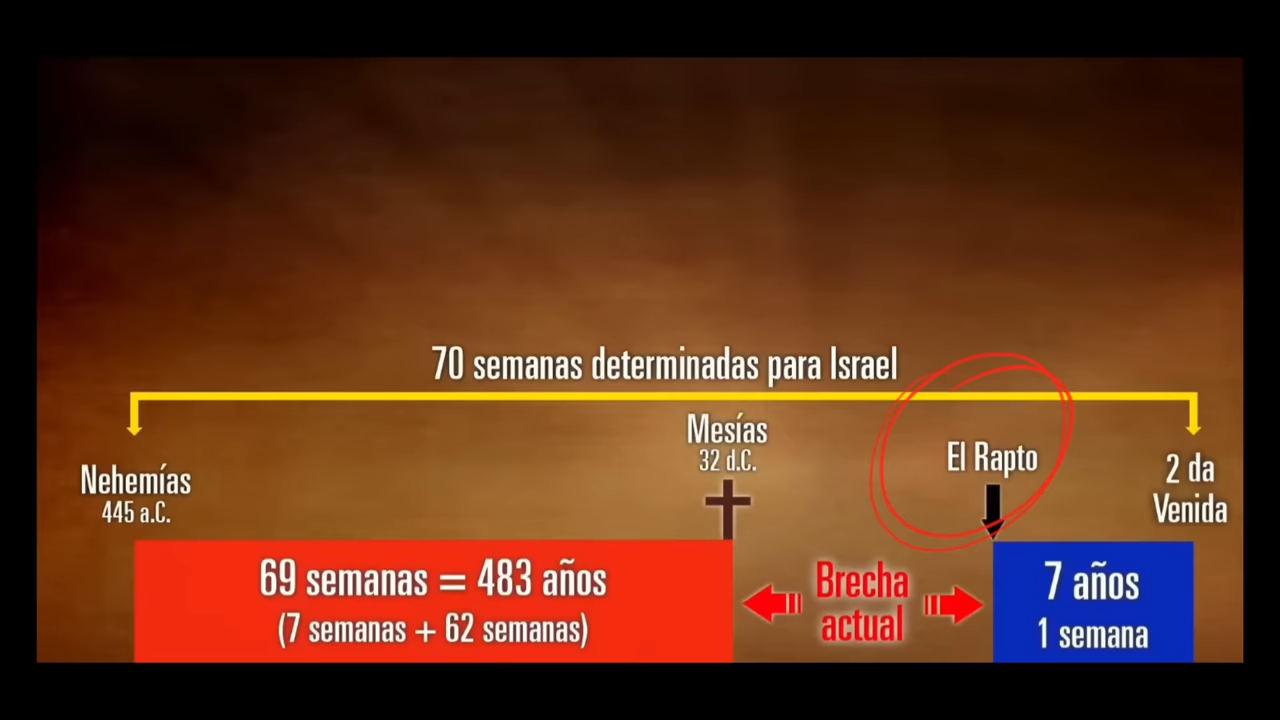 70 semanas determinadas para Israel
Nehemías
445 a.C.
Mesías
32 d.C.
El Rapto
2 da
Venida
69 semanas = 483 años
(7 semanas + 62 semanas)
Brecha
actual
7 años
1 semana